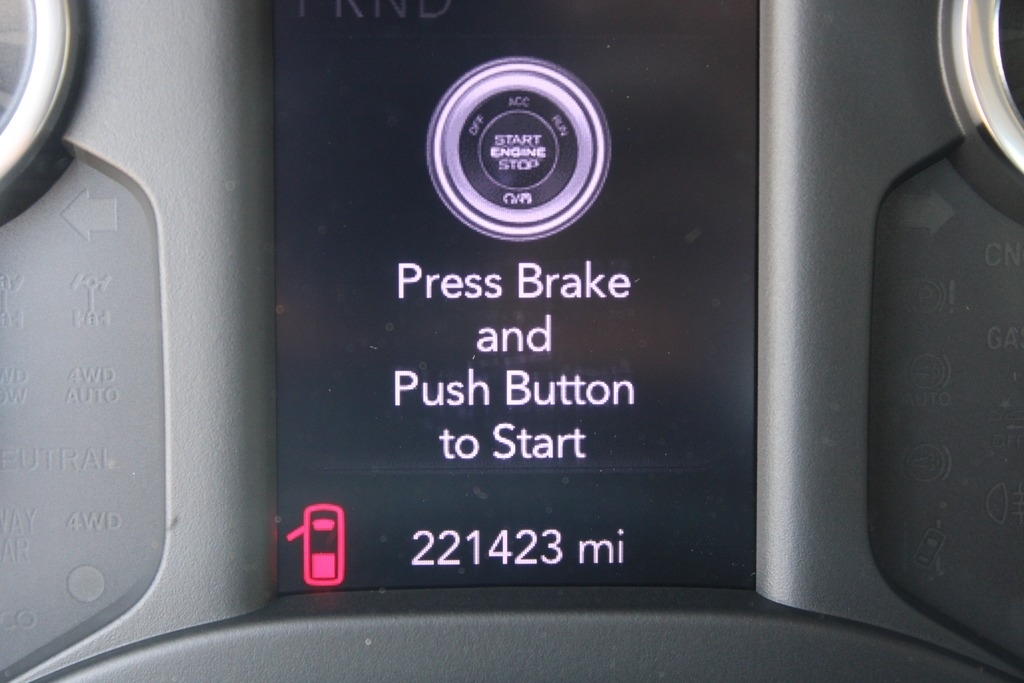 PRND
ACC
OFF
RUN
START
ENGINE
STOP
Press Brake
and
Push Button
to Start
221423 mi
4WD
AUTO
NEUTRAL
4WD
AUTO